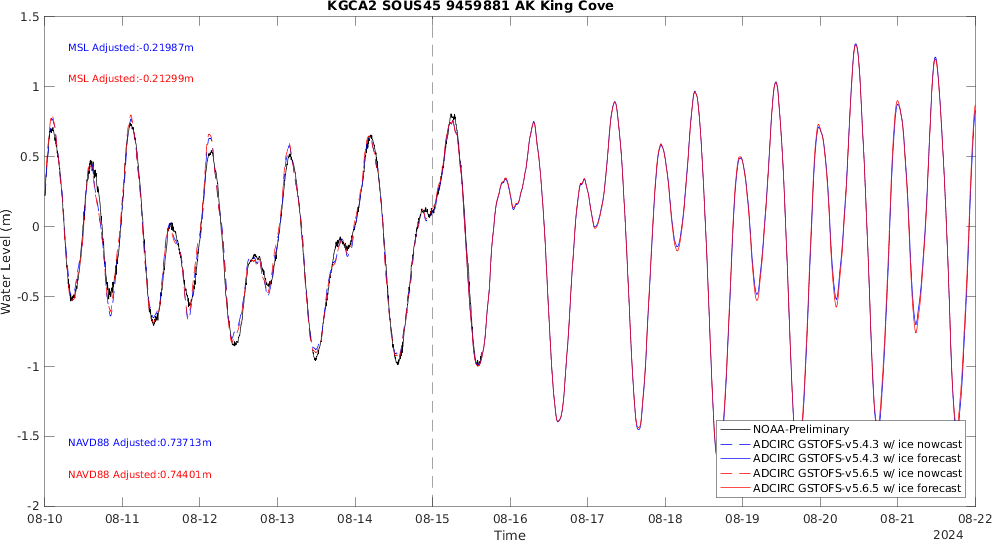 KGCA2 SOUS45 9459881 AK King Cove
1.5
1
0.5
0
-0.5
-1
-1.5
-2
Water Level (m)
MSL Adjusted:-0.21987m
MSL Adjusted:-0.21299m
NAVD88 Adjusted:0.73713m
NAVD88 Adjusted:0.74401m
NOAA-Preliminary
ADCIRC GSTOFS-v5.4.3 w/ ice nowcast
ADCIRC GSTOFS-v5.4.3 w/ ice forecast
ADCIRC GSTOFS-v5.6.5 w/ ice nowcast
ADCIRC GSTOFS-v5.6.5 w/ ice forecast
08-10 08-11 08-12 08-13 08-14 08-15 08-16 08-17 08-18 08-19 08-20 08-21 08-22
Time
2024